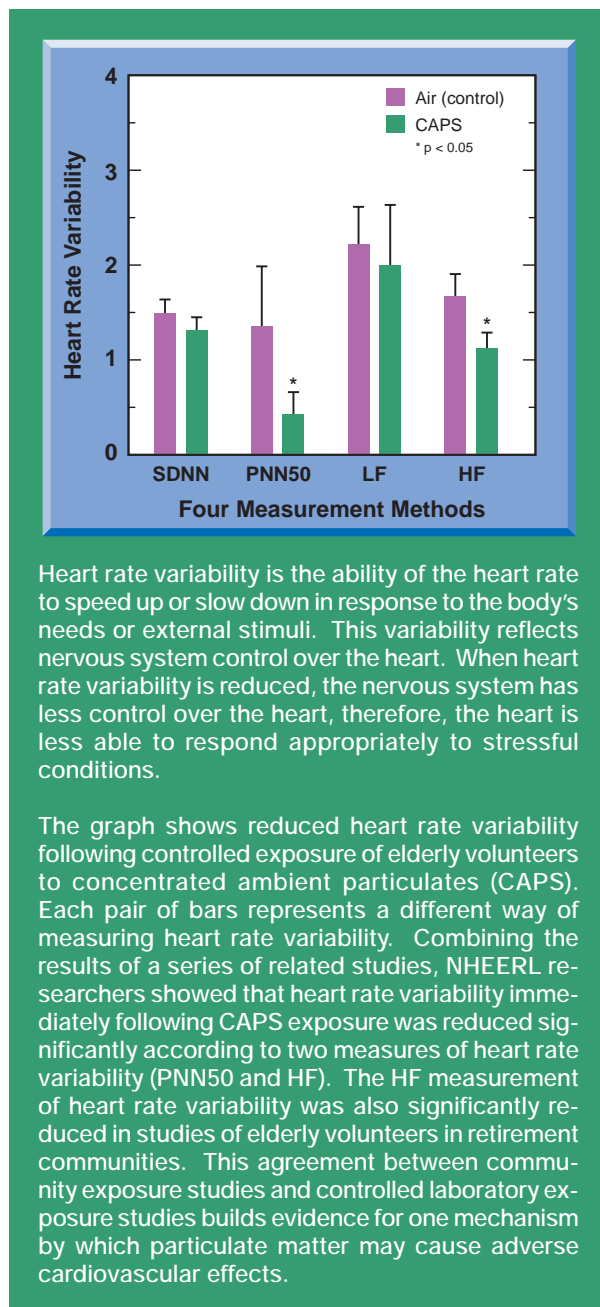 4
3
2
1
0
Heart Rate Variability
Air (control)
CAPS
* p < 0.05
*
*
SDNN PNN50 LF HF
Four Measurement Methods
Heart rate variability is the ability of the heart rate
to speed up or slow down in response to the body's
needs or external stimuli. This variability reflects
nervous system control over the heart. When heart
rate variability is reduced, the nervous system has
less control over the heart, therefore, the heart is
less able to respond appropriately to stressful
conditions.
The graph shows reduced heart rate variability
following controlled exposure of elderly volunteers
to concentrated ambient particulates (CAPS).
Each pair of bars represents a different way of
measuring heart rate variability. Combining the
results of a series of related studies, NHEERL re-
searchers showed that heart rate variability imme-
diately following CAPS exposure was reduced sig-
nificantly according to two measures of heart rate
variability (PNN50 and HF). The HF measurement
of heart rate variability was also significantly re-
duced in studies of elderly volunteers in retirement
communities. This agreement between commu-
nity exposure studies and controlled laboratory ex-
posure studies builds evidence for one mechanism
by which particulate matter may cause adverse
cardiovascular effects.